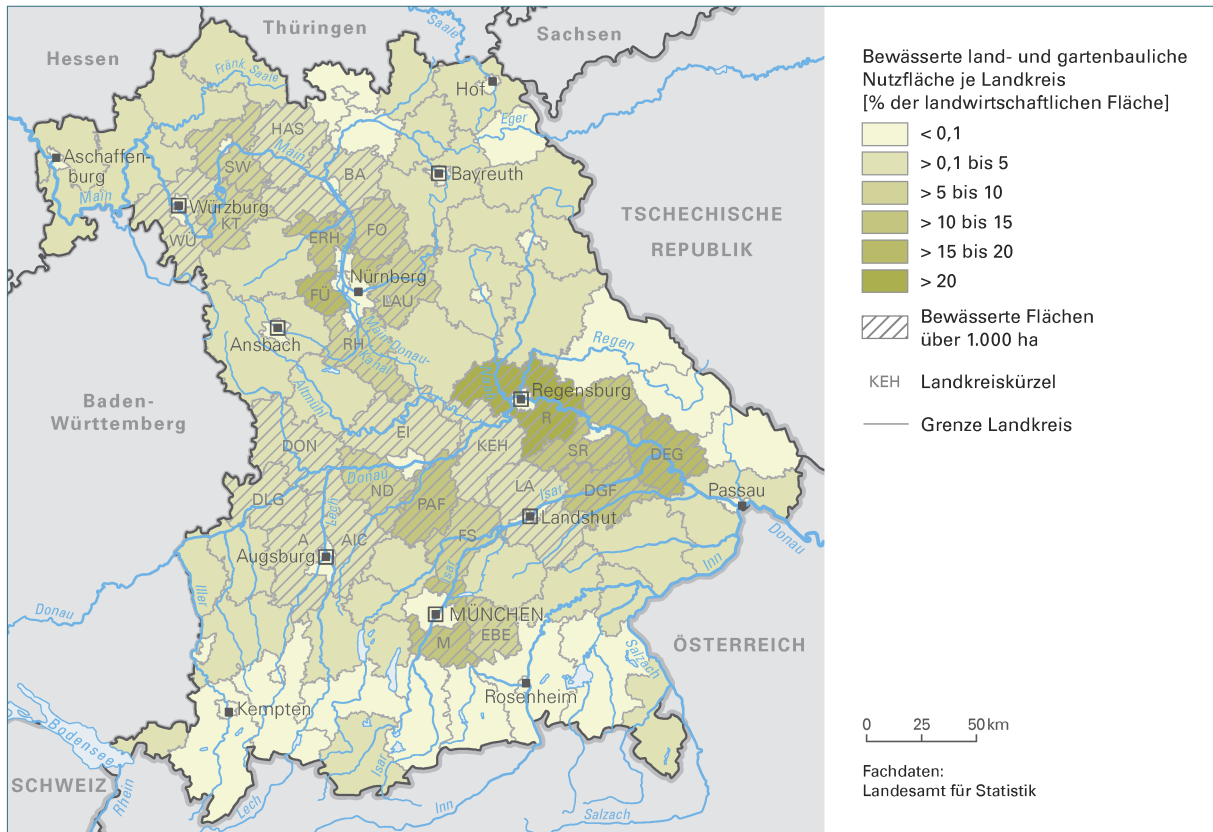 Thüringen
Saale
Sachsen
Hessen
Fränk. Saale
Hof
HAS
Eger
Aschaffen-
burg
SW
Main
BA
Bayreuth
Main
Würzburg
KT
WÜ
ERH
FO
TSCHECHISCHE
REPUBLIK
Nürnberg
FÜ
LAU
Ansbach
RH
Main-Donau-
Kanal
Regen
Altmühl
Regensburg
R
Baden-
Württemberg
EI
DON
KEH
SR
DEG
Donau
ND
LA
Isar
DGF
Passau
DLG
PAF
Lech
Landshut
Donau
A
AIC
FS
Augsburg
Isar
Inn
Iller
Donau
MÜNCHEN
M
EBE
ÖSTERREICH
Salzach
Rosenheim
Kempten
Bodensee
Isar
SCHWEIZ
Rhein
Lech
Inn
Salzach
Bewässerte land- und gartenbauliche
Nutzfläche je Landkreis
[% der landwirtschaftlichen Fläche]
< 0,1
> 0,1 bis 5
> 5 bis 10
> 10 bis 15
> 15 bis 20
> 20
Bewässerte Flächen
über 1.000 ha
KEH Landkreiskürzel
Grenze Landkreis
0 25 50 km
Fachdaten:
Landesamt für Statistik